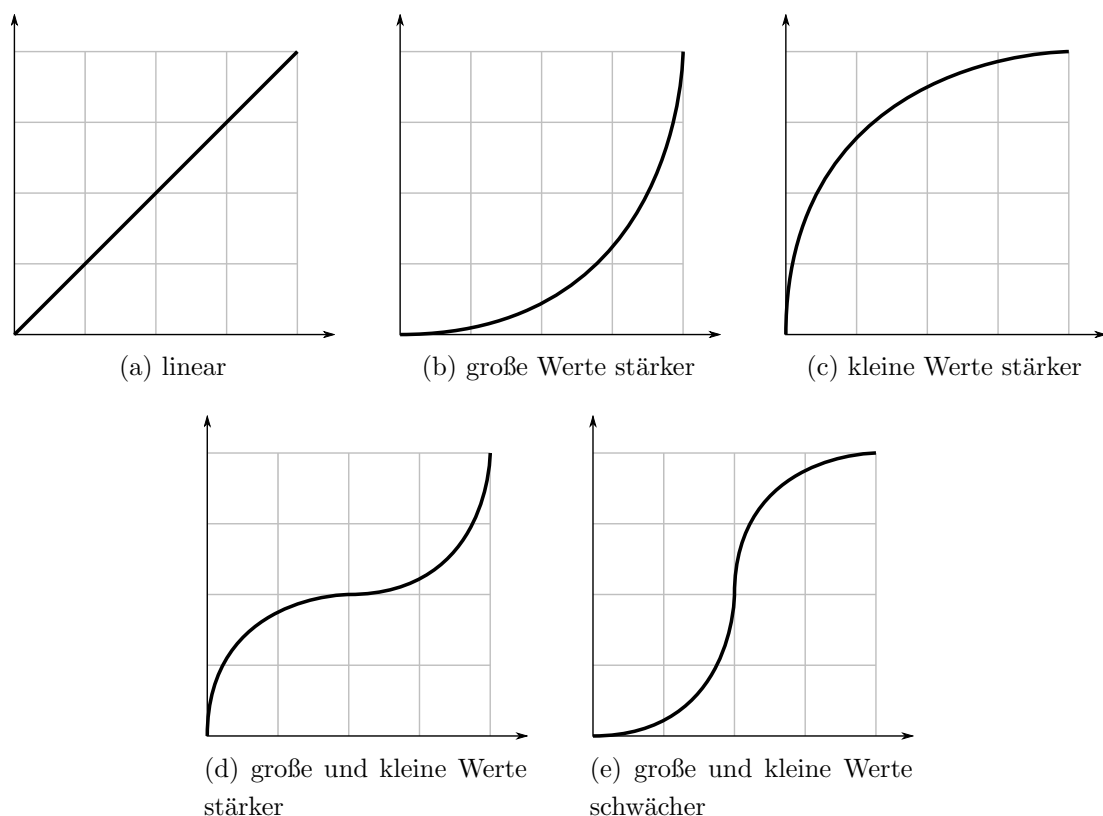 (a) linear
(b) große Werte stärker
(c) kleine Werte stärker
(d) große und kleine Werte
stärker
(e) große und kleine Werte
schwächer